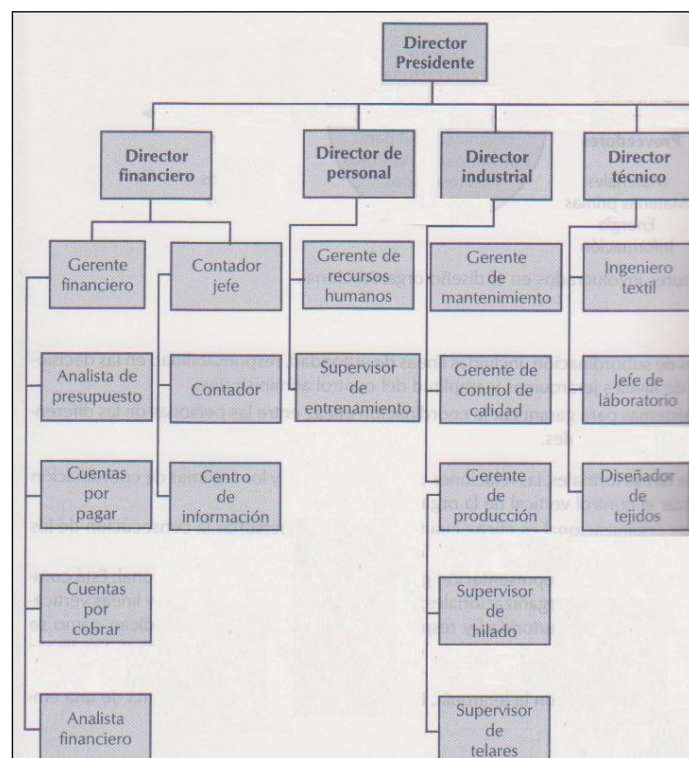 Director
Presidente
Director
financiero
Director de
personal
Director
industrial
Director
técnico
Gerente
financiero
Contador
jefe
Gerente de
recursos
humanos
Gerente
de
mantenimiento
Ingeniero
textil
Analista de
presupuesto
Contador
Supervisor
de
entrenamiento
Gerente de
control de
calidad
Jefe de
laboratorio
Cuentas
por
pagar
Centro
de
información
Gerente
de
producción
Diseñador
de
tejidos
Cuentas
por
cobrar
Supervisor
de
hilado
Analista
financiero
Supervisor
de
telares